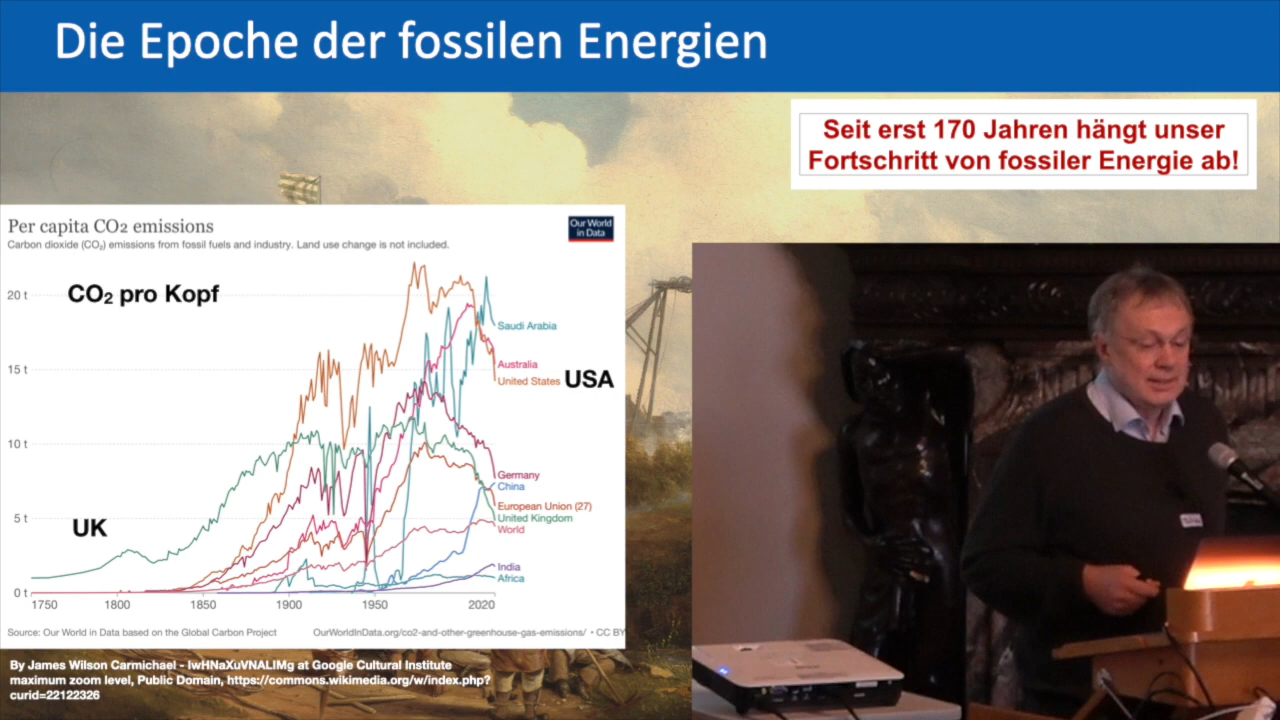 Die Epoche der fossilen Energien
Seit erst 170 Jahren hängt unser
Fortschritt von fossiler Energie ab!
Per capita CO2 emissions
Our World
in Data
Carbon dioxide (CO₂) emissions from fossil fuels and industry. Land use change is not included.
CO₂ pro Kopf
20 t
Saudi Arabia
Australia
15 t
United States
USA
10 t
Germany
China
European Union (27)
5 t
United Kingdom
UK
World
India
Africa
0 t
1750
1800
1850
1900
1950
2020
Source: Our World in Data based on the Global Carbon Project
OurWorldInData.org/co2-and-other-greenhouse-gas-emissions/ • CC BY
By James Wilson Carmichael - IwHNaXuVNALIMg at Google Cultural Institute
maximum zoom level, Public Domain, https://commons.wikimedia.org/w/index.php?
curid=22122326